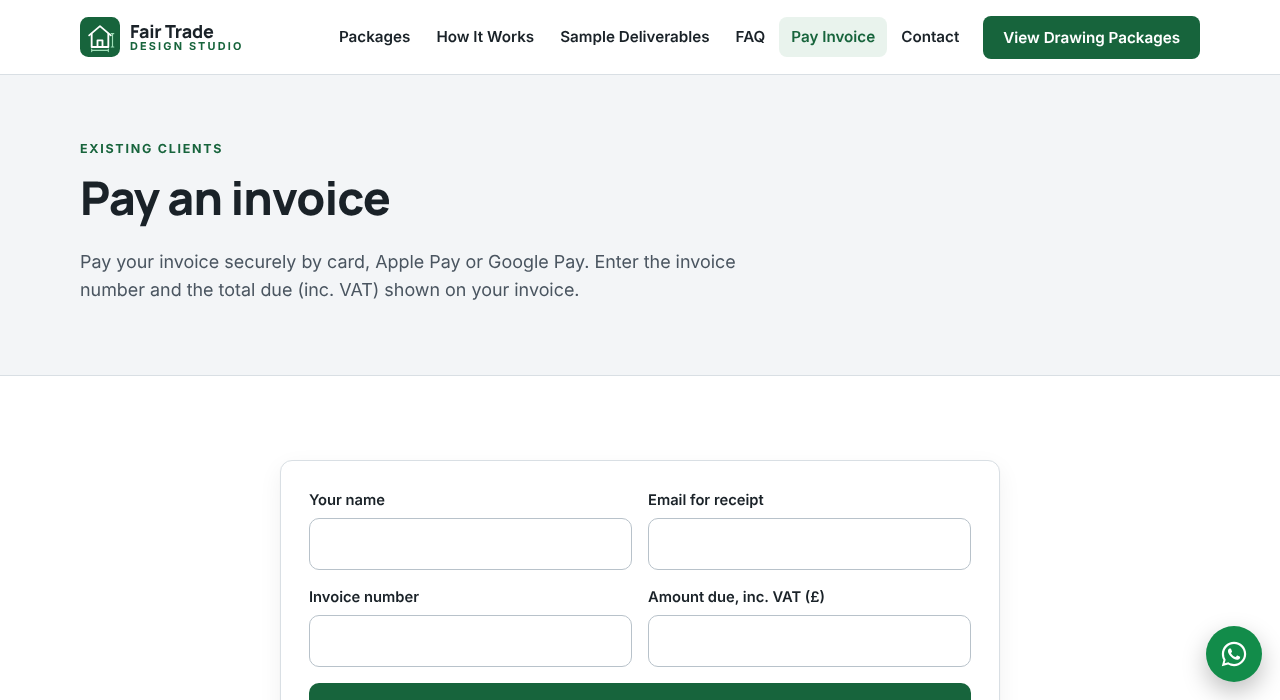 Fair Trade
DESIGN STUDIO
Packages
How It Works
Sample Deliverables
FAQ
Pay Invoice
Contact
View Drawing Packages
EXISTING CLIENTS
Pay an invoice
Pay your invoice securely by card, Apple Pay or Google Pay. Enter the invoice
number and the total due (inc. VAT) shown on your invoice.
Your name
Email for receipt
Invoice number
Amount due, inc. VAT (£)